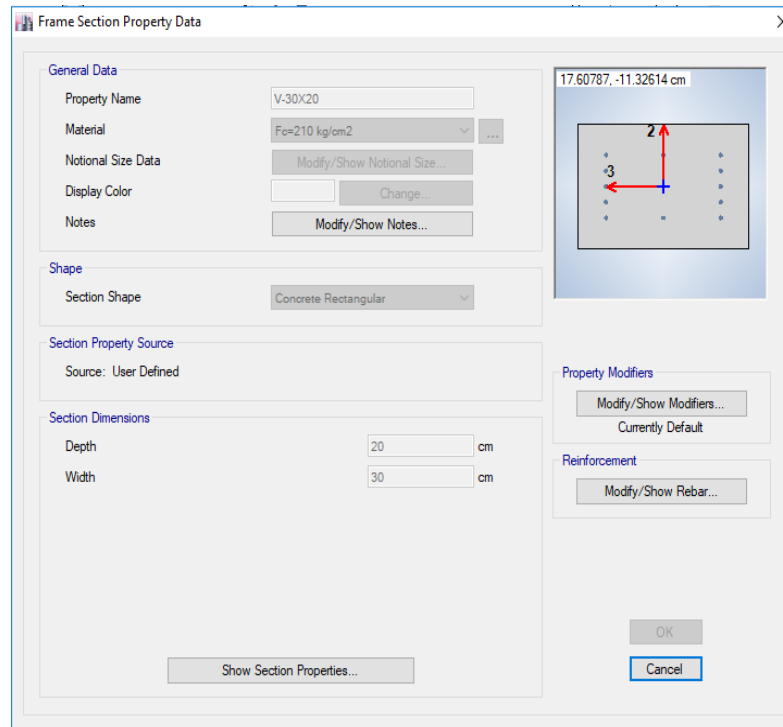 Frame Section Property Data
General Data
Property Name V-30X20
Material Fc=210 kg/cm2 ...
Notional Size Data Modify/Show Notional Size...
Display Color Change...
Notes Modify/Show Notes...
Shape
Section Shape Concrete Rectangular
Section Property Source
Source: User Defined
Section Dimensions
Depth 20 cm
Width 30 cm
Show Section Properties...
17.60787, -11.32614 cm
2
3
Property Modifiers
Modify/Show Modifiers...
Currently Default
Reinforcement
Modify/Show Rebar...
OK
Cancel